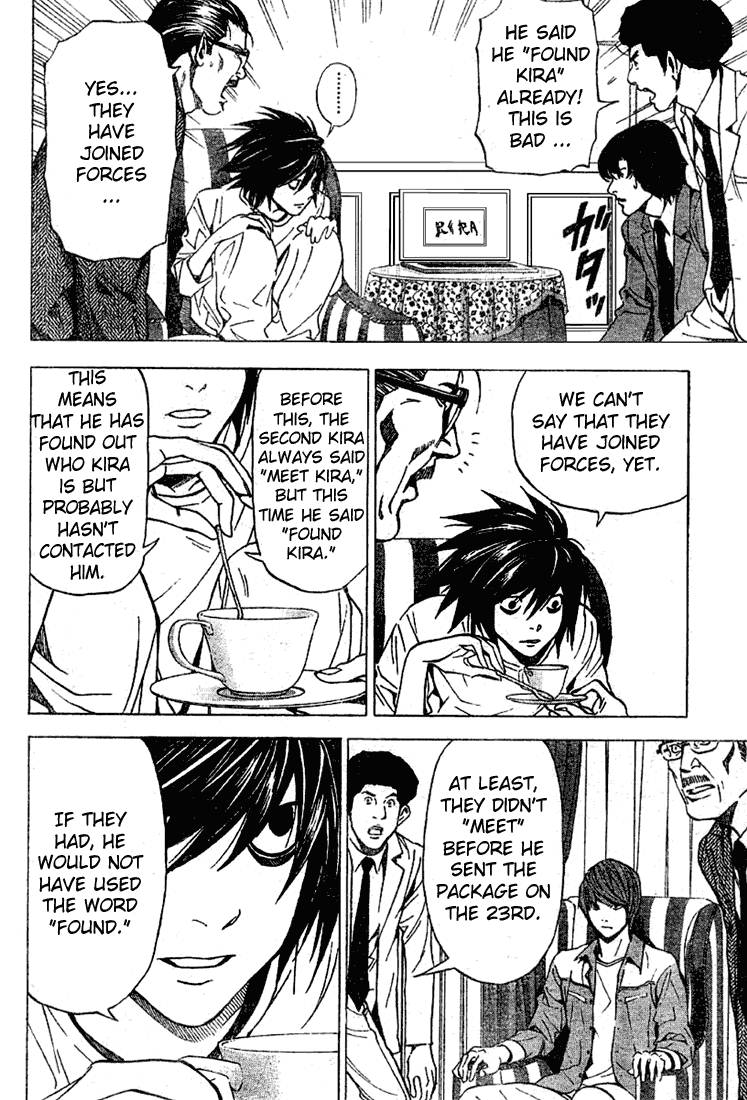 HE SAID
HE "FOUND
KIRA"
ALREADY!
THIS IS
BAD ...
ガタッ
KIRA
........
YES...
THEY
HAVE
JOINED
FORCES
...
WE CAN'T
SAY THAT THEY
HAVE JOINED
FORCES, YET.
BEFORE
THIS, THE
SECOND KIRA
ALWAYS SAID
"MEET KIRA,"
BUT THIS
TIME HE SAID
"FOUND
KIRA."
THIS
MEANS
THAT HE HAS
FOUND OUT
WHO KIRA
IS BUT
PROBABLY
HASN'T
CONTACTED
HIM.
AT LEAST,
THEY DIDN'T
"MEET" 
BEFORE HE
SENT THE
PACKAGE ON
THE 23RD.
IF THEY
HAD, HE
WOULD NOT
HAVE USED
THE WORD
"FOUND."